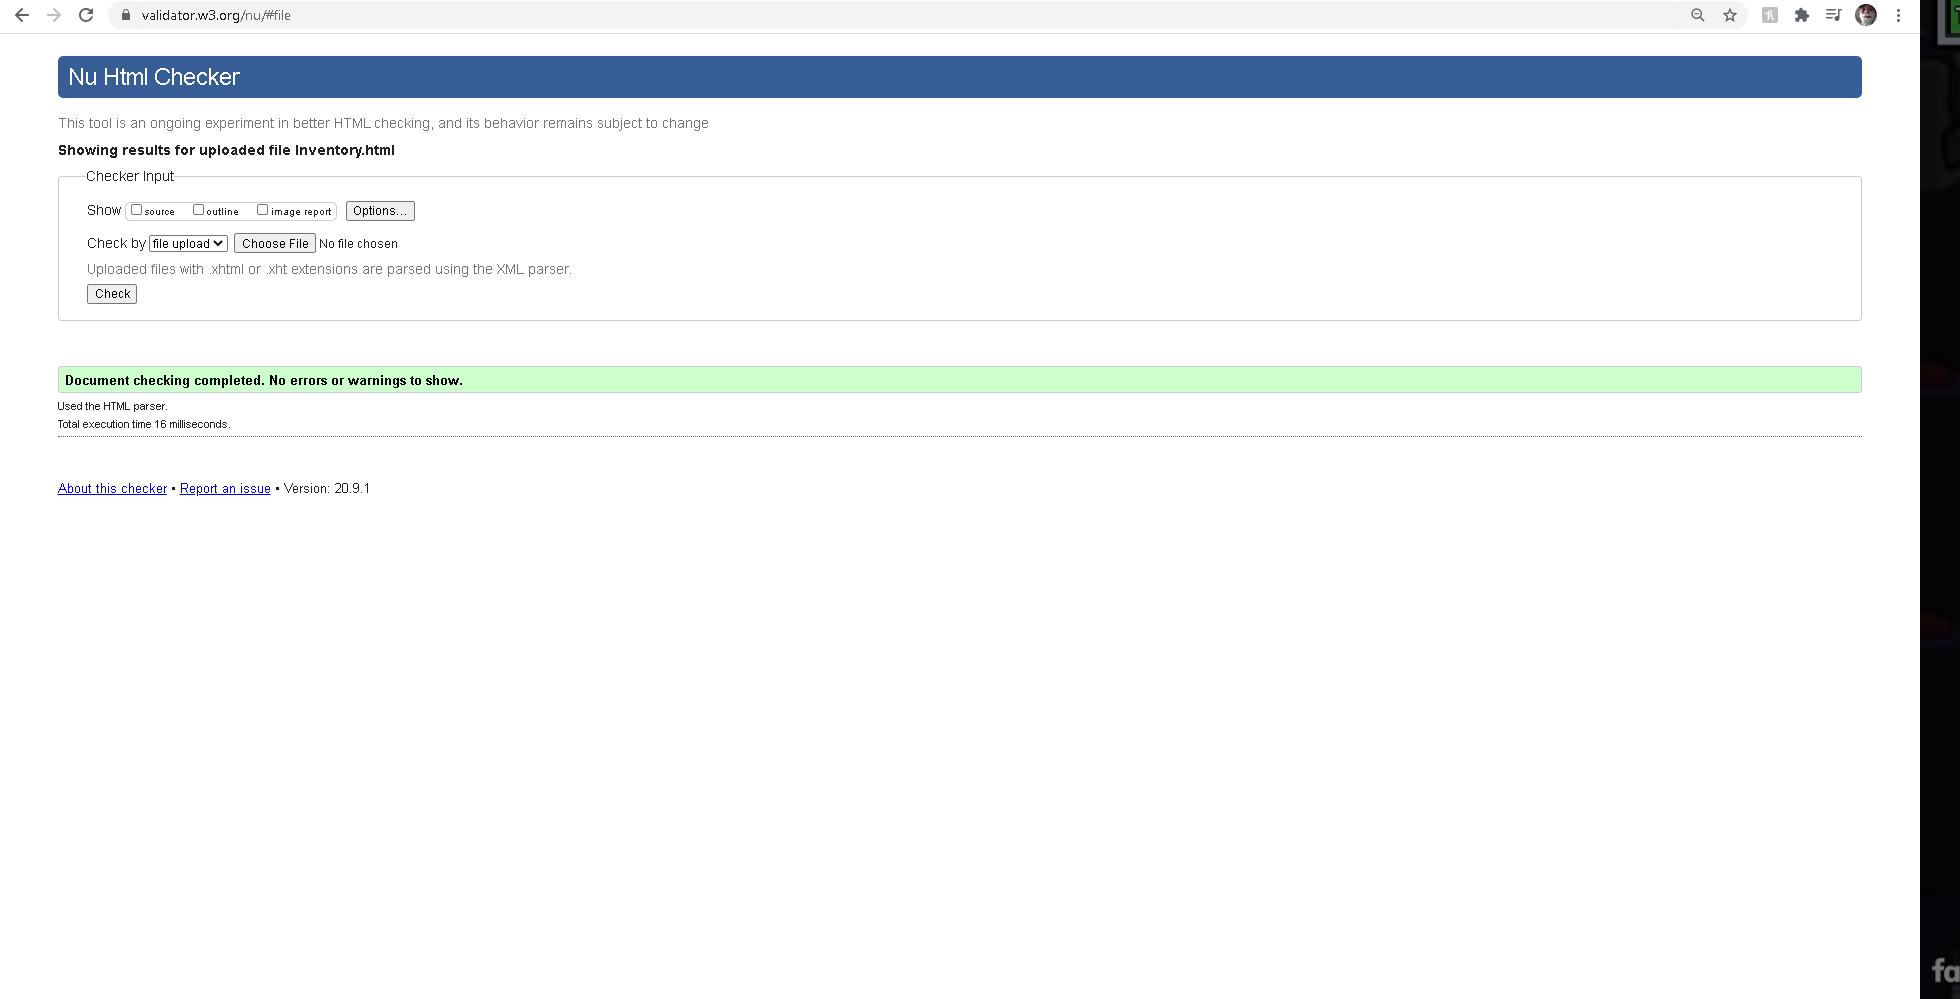 validator.w3.org/nu/#file
Nu Html Checker
This tool is an ongoing experiment in better HTML checking, and its behavior remains subject to change
Showing results for uploaded file Inventory.html
Checker Input
Show source outline image report Options...
Check by file upload Choose File No file chosen
Uploaded files with .xhtml or .xht extensions are parsed using the XML parser.
Check
Document checking completed. No errors or warnings to show.
Used the HTML parser.
Total execution time 16 milliseconds.
About this checker • Report an issue • Version: 20.9.1
fa